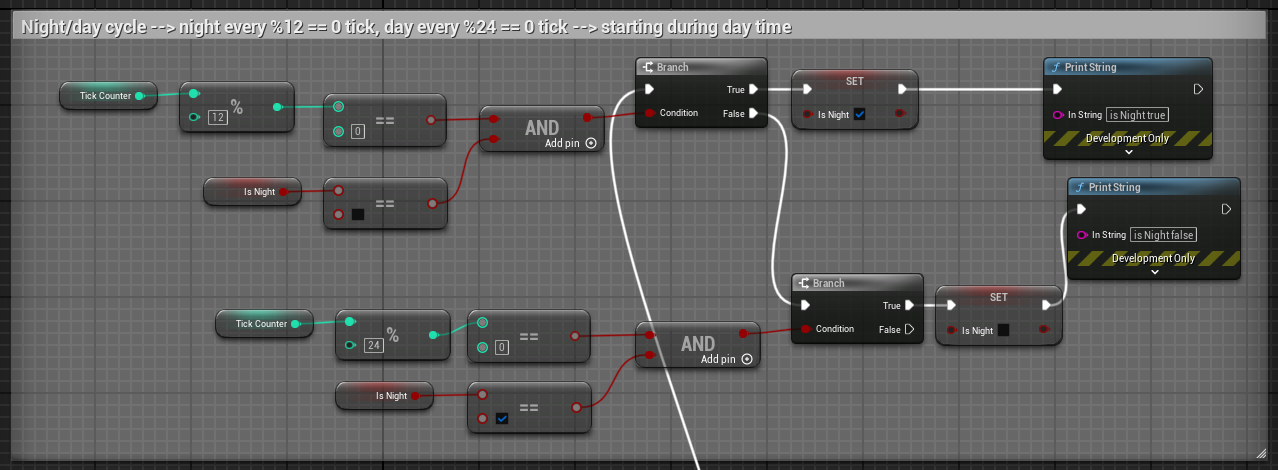 Night/day cycle --> night every %12 == 0 tick, day every %24 == 0 tick --> starting during day time
Tick Counter
%
12
==
0
AND
Add pin
Is Night
==
Branch
True
Condition
False
SET
Is Night
Print String
In String is Night true
Development Only
Print String
In String is Night false
Development Only
Tick Counter
%
24
==
0
AND
Add pin
Is Night
==
Branch
True
Condition
False
SET
Is Night